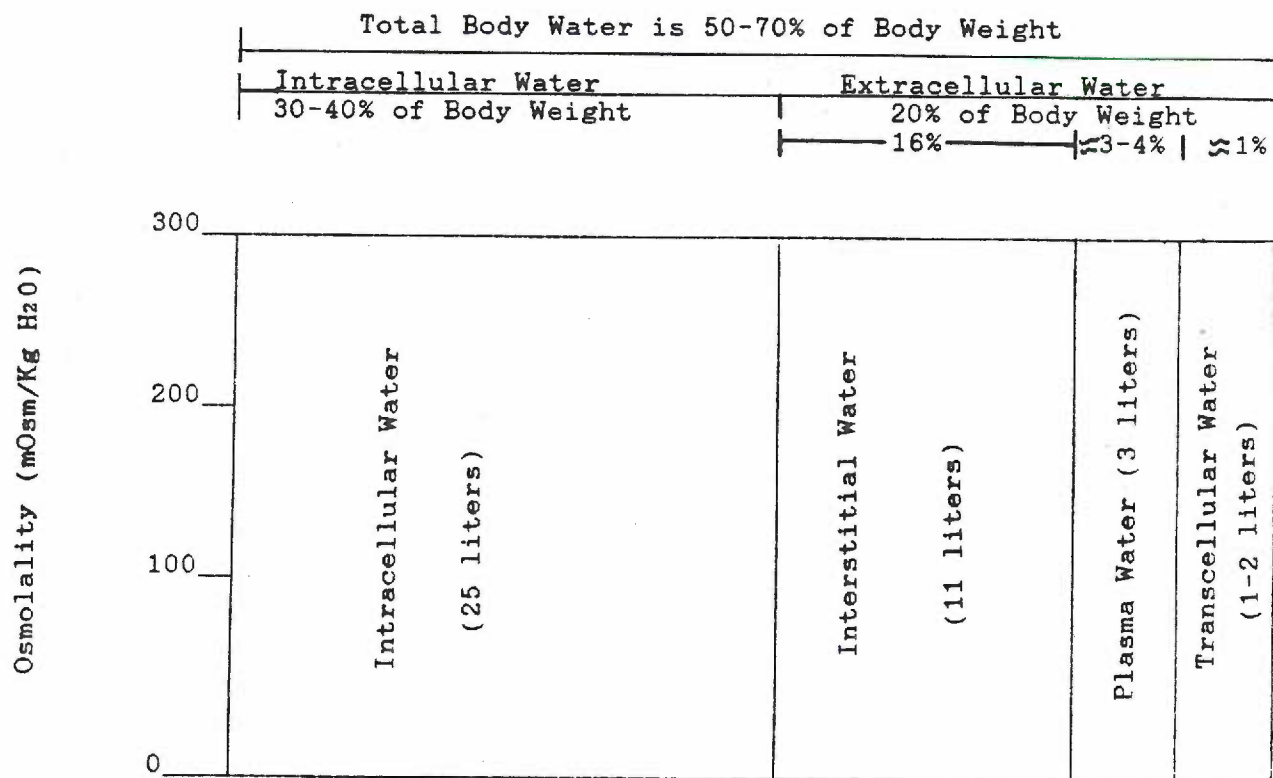 Total Body Water is 50-70% of Body Weight
Intracellular Water Extracellular Water
30-40% of Body Weight 20% of Body Weight
16% ≈3-4% ≈1%
300
200
100
0
Osmolality (mOsm/Kg H2O)
Intracellular Water
(25 liters)
Interstitial Water
(11 liters)
Plasma Water (3 liters)
Transcellular Water
(1-2 liters)